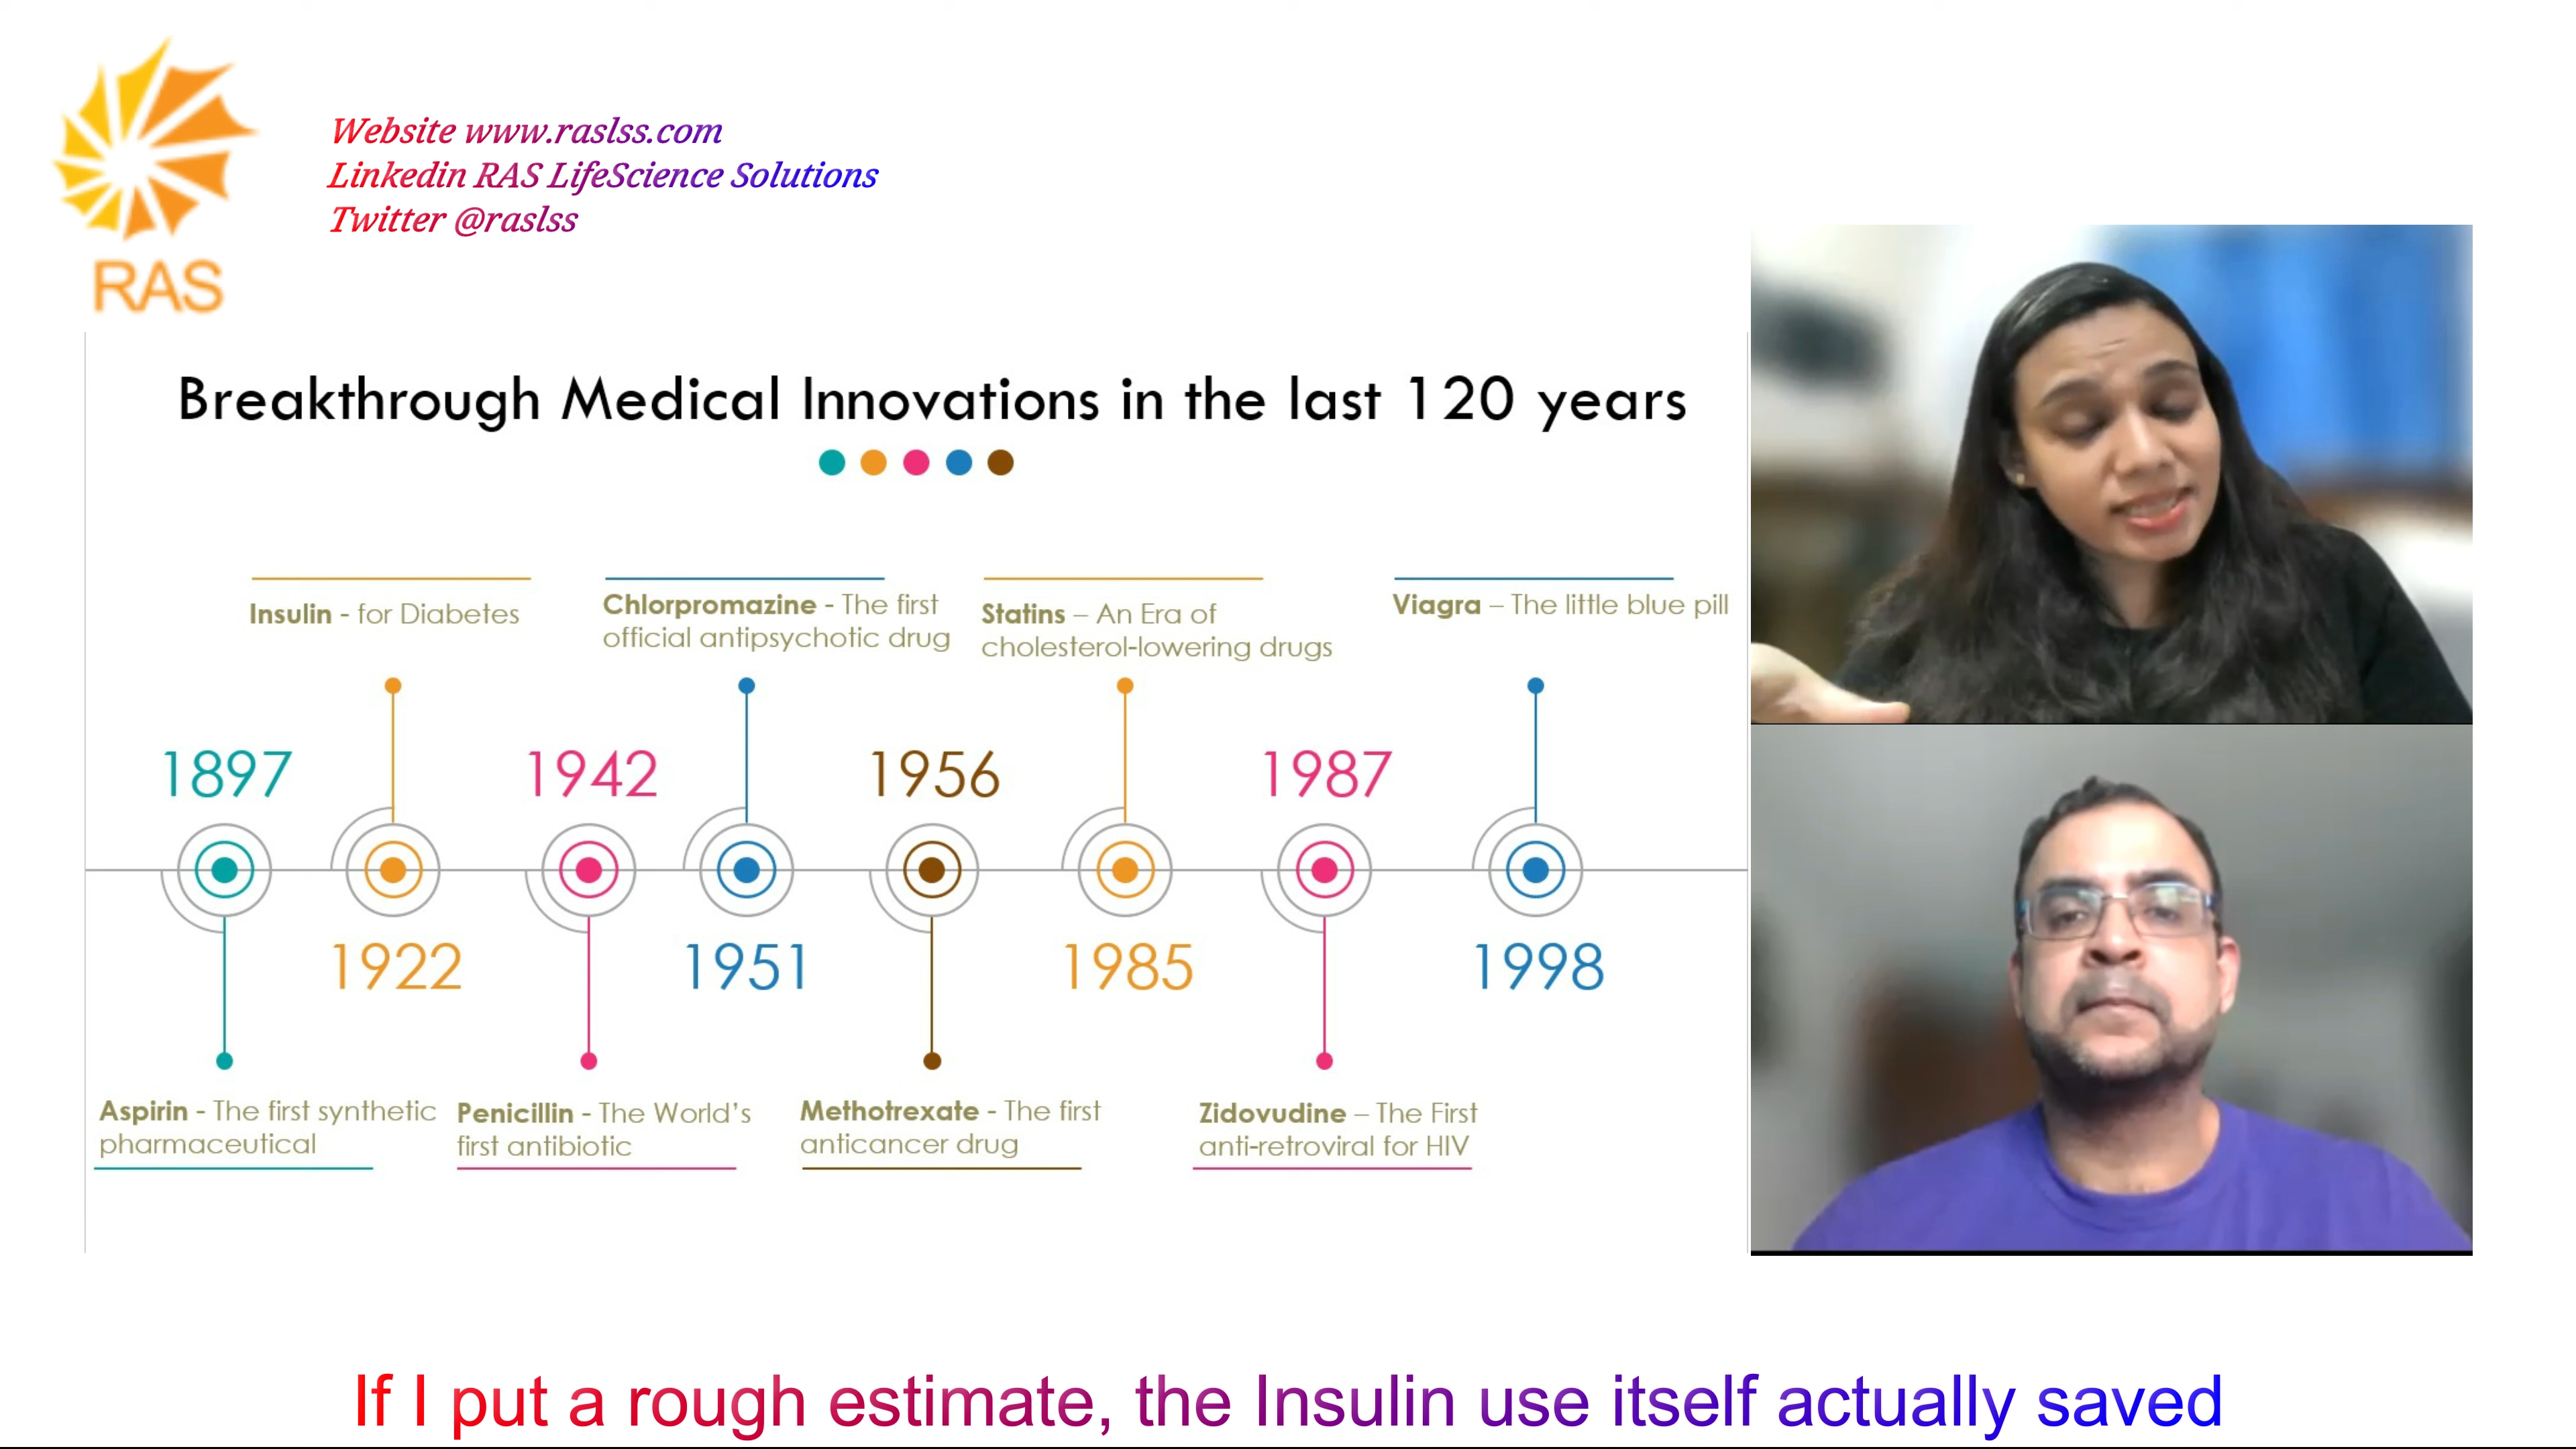 Website www.raslss.com
Linkedin RAS LifeScience Solutions
Twitter @raslss
RAS
Breakthrough Medical Innovations in the last 120 years
Insulin - for Diabetes
Chlorpromazine - The first
official antipsychotic drug
Statins – An Era of
cholesterol-lowering drugs
Viagra – The little blue pill
1897
1942
1956
1987
1922
1951
1985
1998
Aspirin - The first synthetic
pharmaceutical
Penicillin - The World's
first antibiotic
Methotrexate - The first
anticancer drug
Zidovudine – The First
anti-retroviral for HIV
If I put a rough estimate, the Insulin use itself actually saved